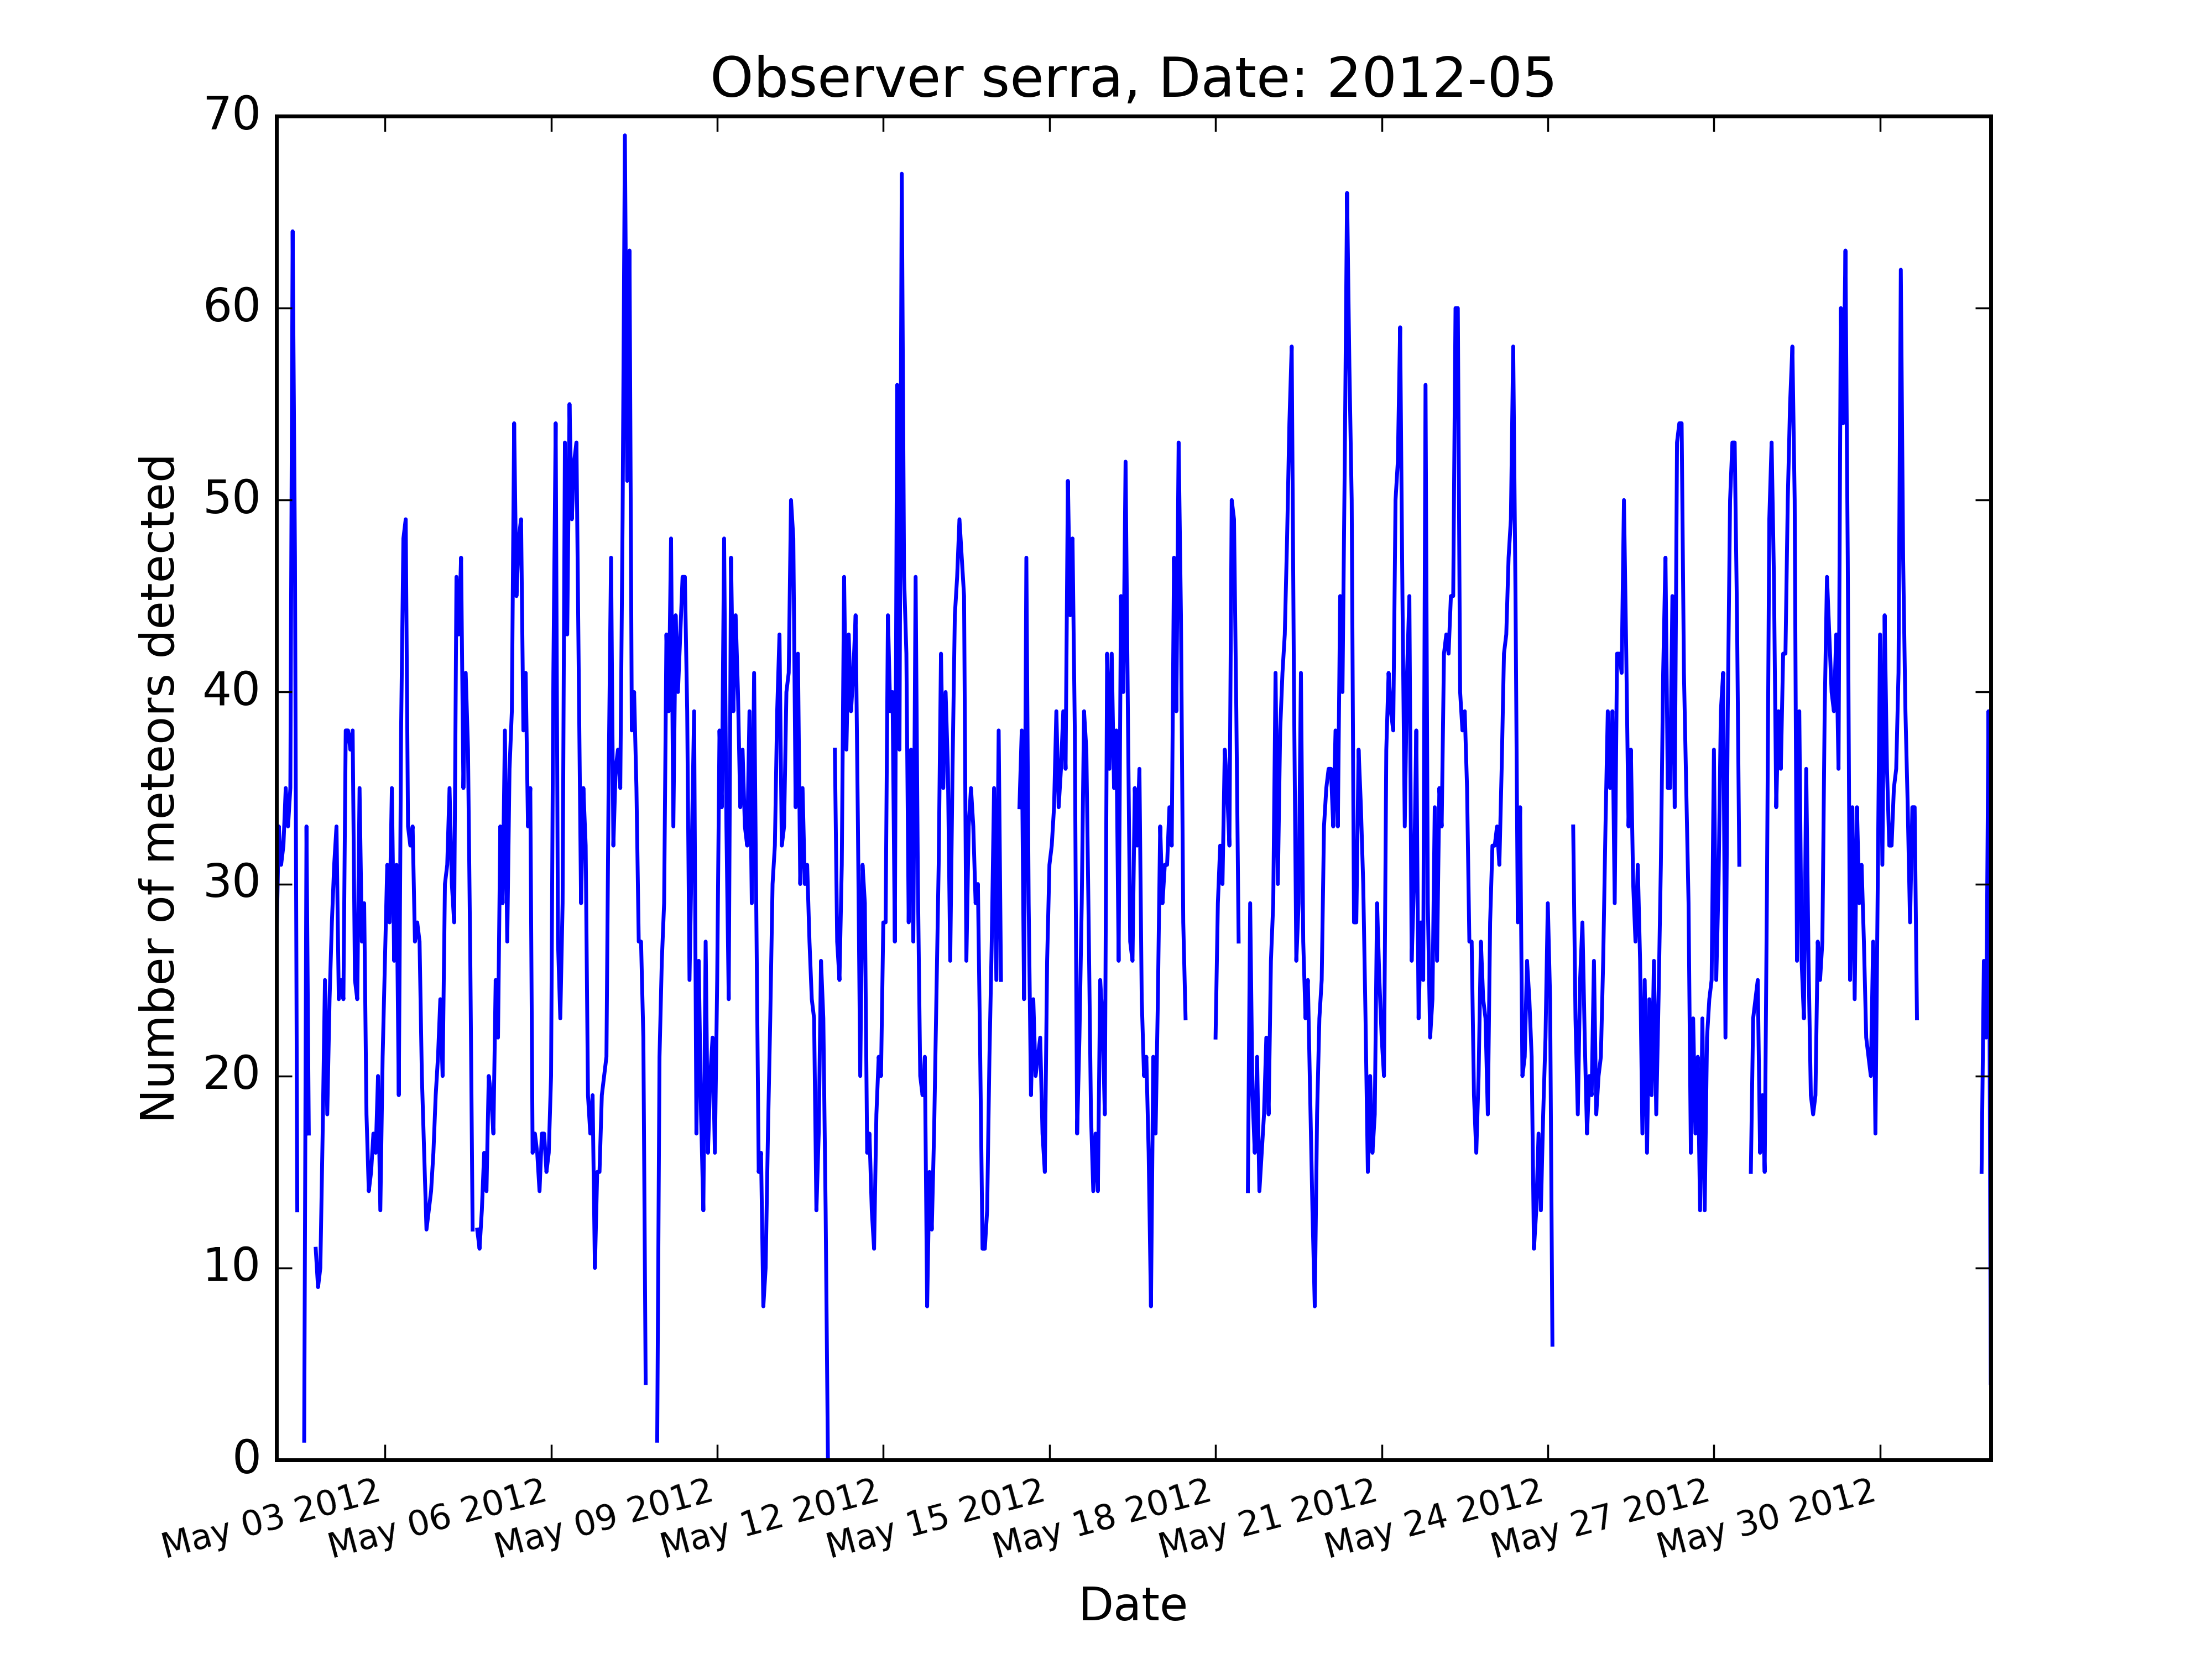 Observer serra, Date: 2012-05
Number of meteors detected
70
60
50
40
30
20
10
0
May 03 2012
May 06 2012
May 09 2012
May 12 2012
May 15 2012
May 18 2012
May 21 2012
May 24 2012
May 27 2012
May 30 2012
Date